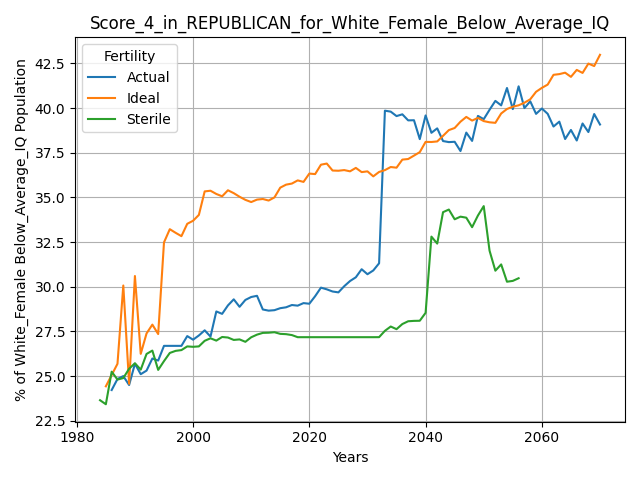 Score_4_in_REPUBLICAN_for_White_Female_Below_Average_IQ
% of White_Female Below_Average_IQ Population
42.5
40.0
37.5
35.0
32.5
30.0
27.5
25.0
22.5
Fertility
Actual
Ideal
Sterile
1980
2000
2020
2040
2060
Years